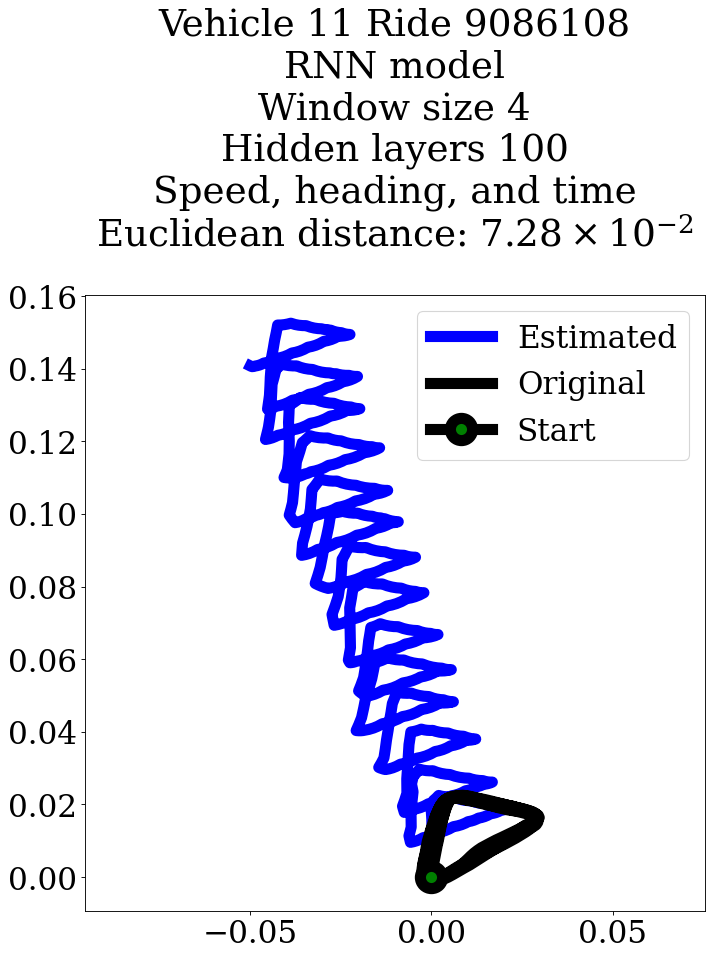 Vehicle 11 Ride 9086108
RNN model
Window size 4
Hidden layers 100
Speed, heading, and time
Euclidean distance: 7.28 × 10⁻²
0.16
0.14
0.12
0.10
0.08
0.06
0.04
0.02
0.00
Estimated
Original
Start
−0.05 0.00 0.05